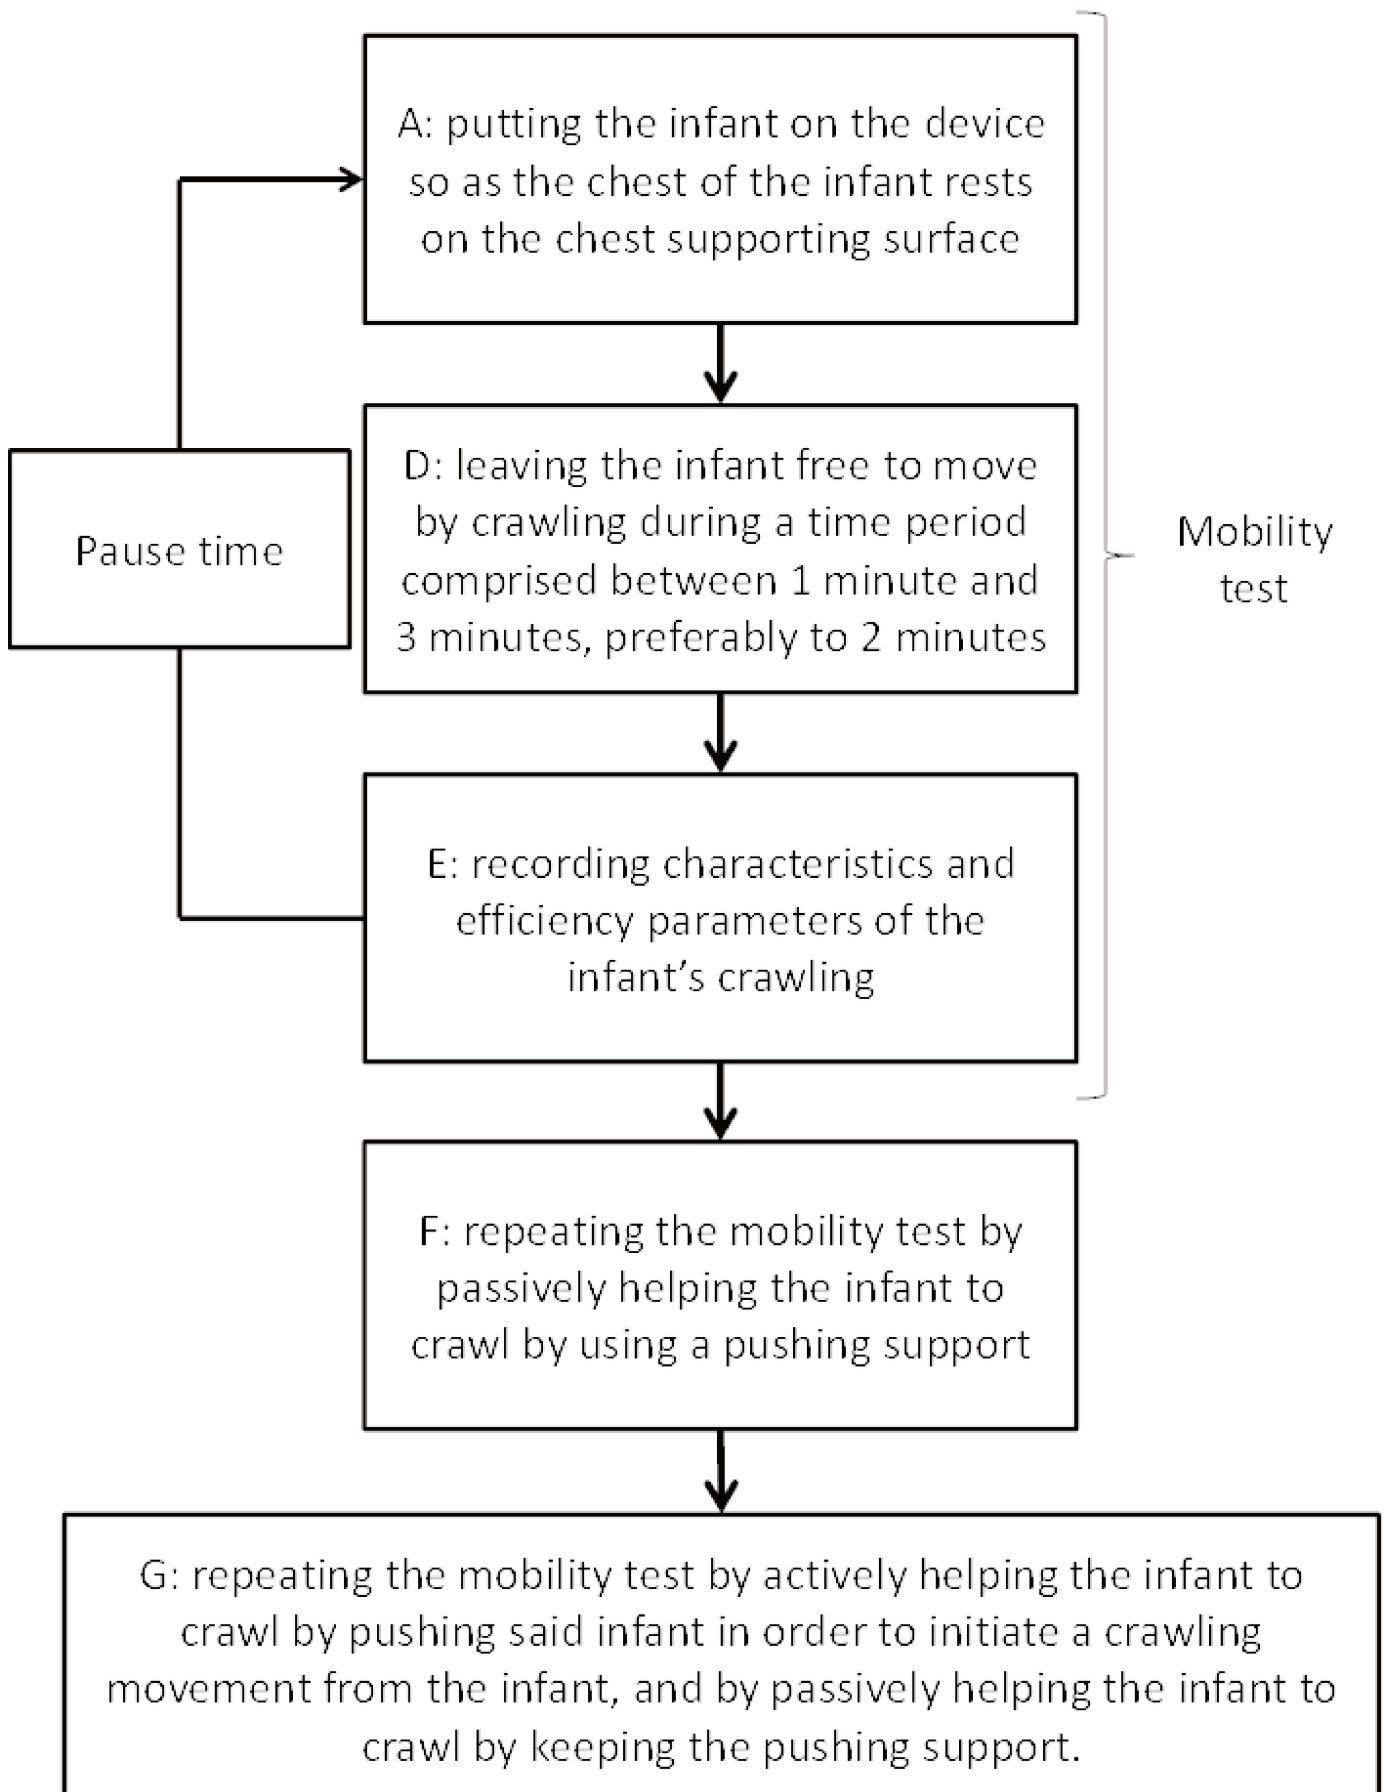 A: putting the infant on the device
so as the chest of the infant rests
on the chest supporting surface
D: leaving the infant free to move
by crawling during a time period
comprised between 1 minute and
3 minutes, preferably to 2 minutes
Pause time
Mobility
test
E: recording characteristics and
efficiency parameters of the
infant’s crawling
F: repeating the mobility test by
passively helping the infant to
crawl by using a pushing support
G: repeating the mobility test by actively helping the infant to
crawl by pushing said infant in order to initiate a crawling
movement from the infant, and by passively helping the infant to
crawl by keeping the pushing support.